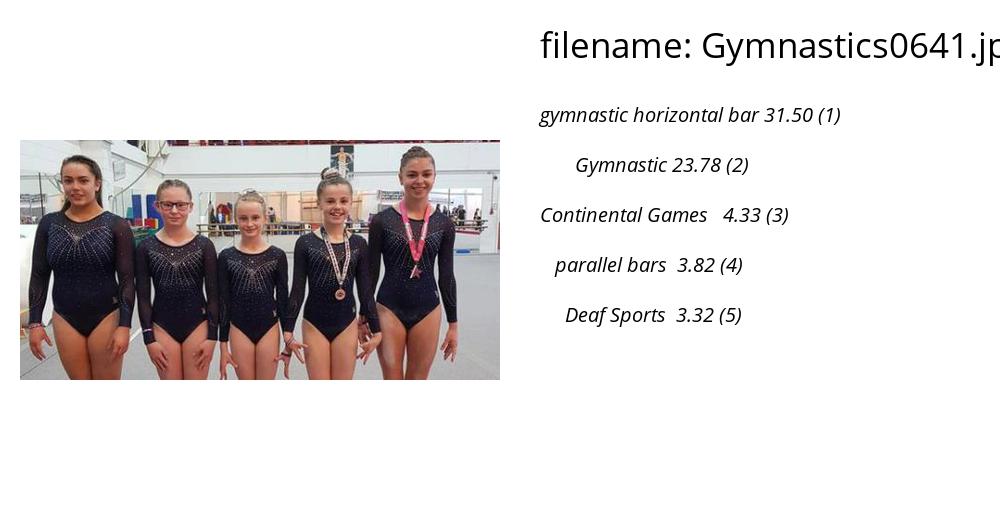 filename: Gymnastics0641.jp
gymnastic horizontal bar 31.50 (1)
Gymnastic 23.78 (2)
Continental Games 4.33 (3)
parallel bars 3.82 (4)
Deaf Sports 3.32 (5)